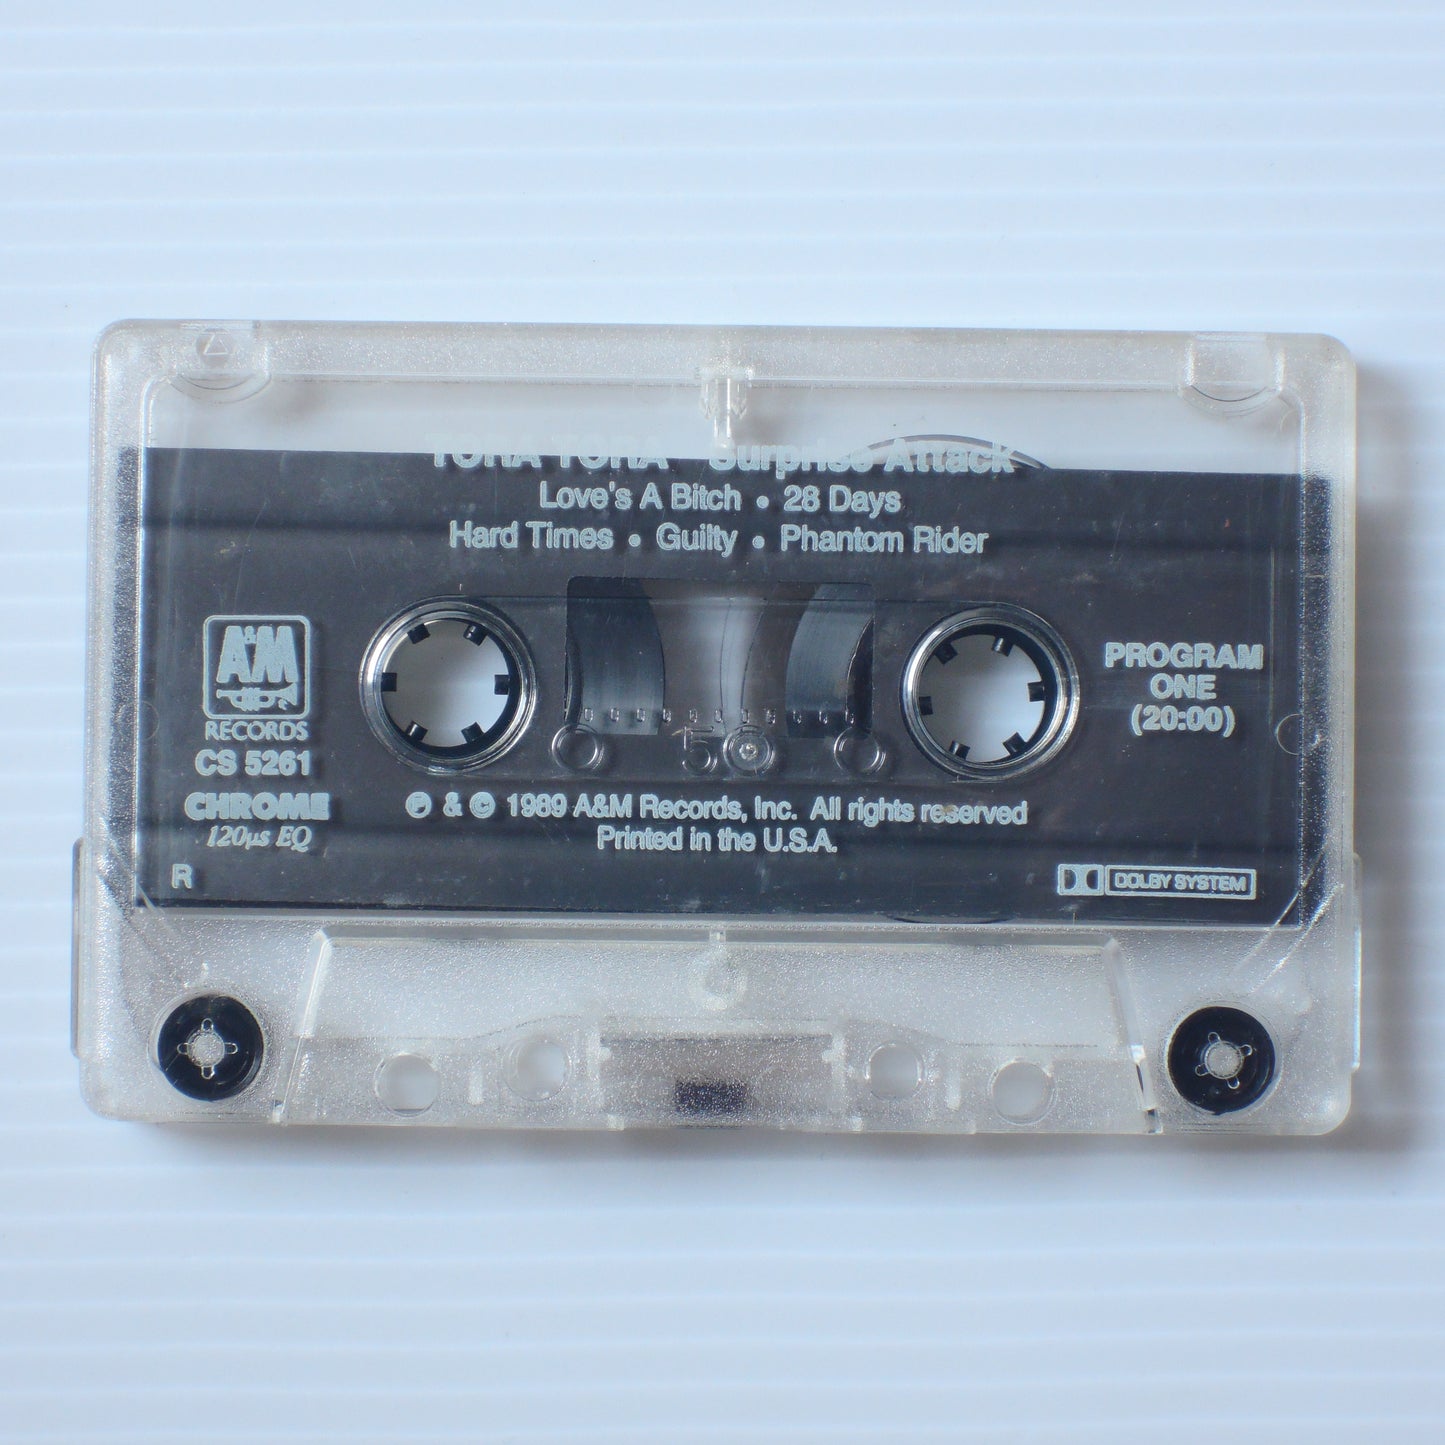 TORA TORA Surprise Attack
Love's A Bitch • 28 Days
Hard Times • Guilty • Phantom Rider
A&M
RECORDS
CS 5261
CHROME
120µs EQ
R
50
PROGRAM
ONE
(20:00)
℗ & © 1989 A&M Records, Inc. All rights reserved
Printed in the U.S.A.
DOLBY SYSTEM